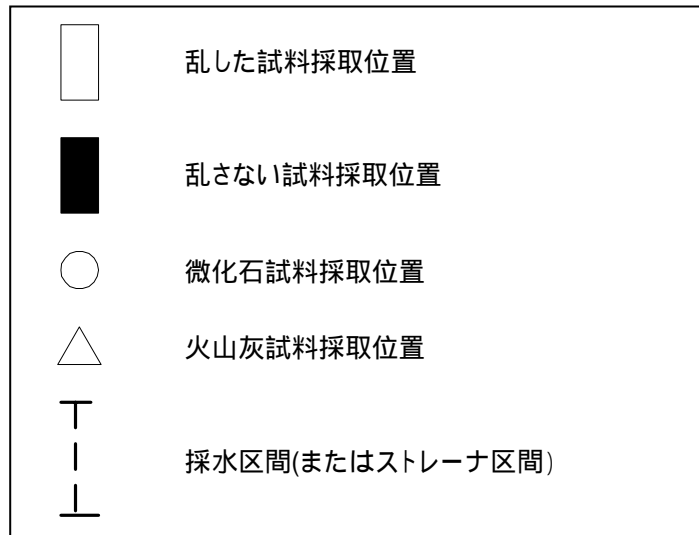 乱した試料採取位置
乱さない試料採取位置
微化石試料採取位置
火山灰試料採取位置
採水区間(またはストレーナ区間)